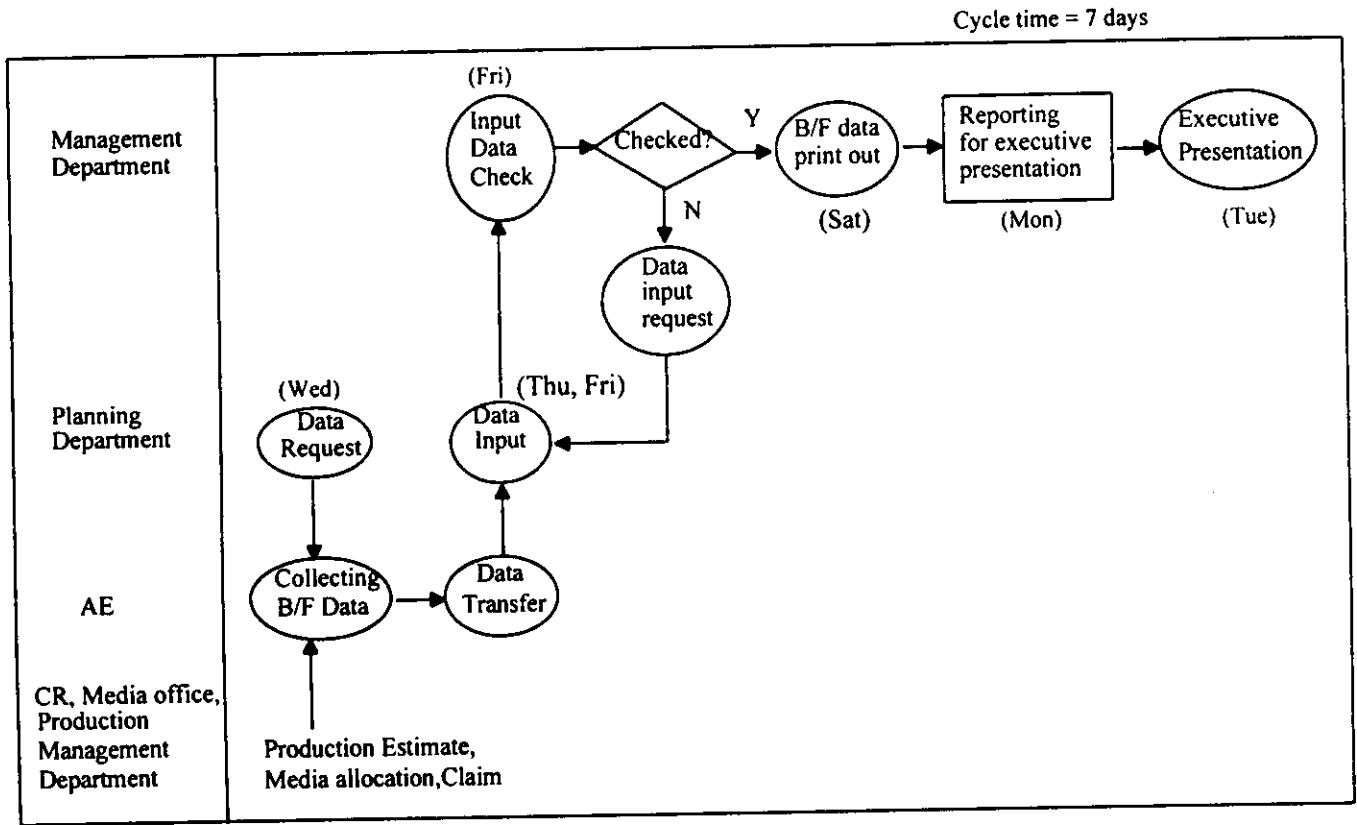 Cycle time = 7 days
Management
Department
(Fri)
Input
Data
Check
Checked?
Y
N
B/F data
print out
(Sat)
Reporting
for executive
presentation
(Mon)
Executive
Presentation
(Tue)
Data
input
request
Planning
Department
(Wed)
Data
Request
(Thu, Fri)
Data
Input
AE
Collecting
B/F Data
Data
Transfer
CR, Media office,
Production
Management
Department
Production Estimate,
Media allocation,Claim